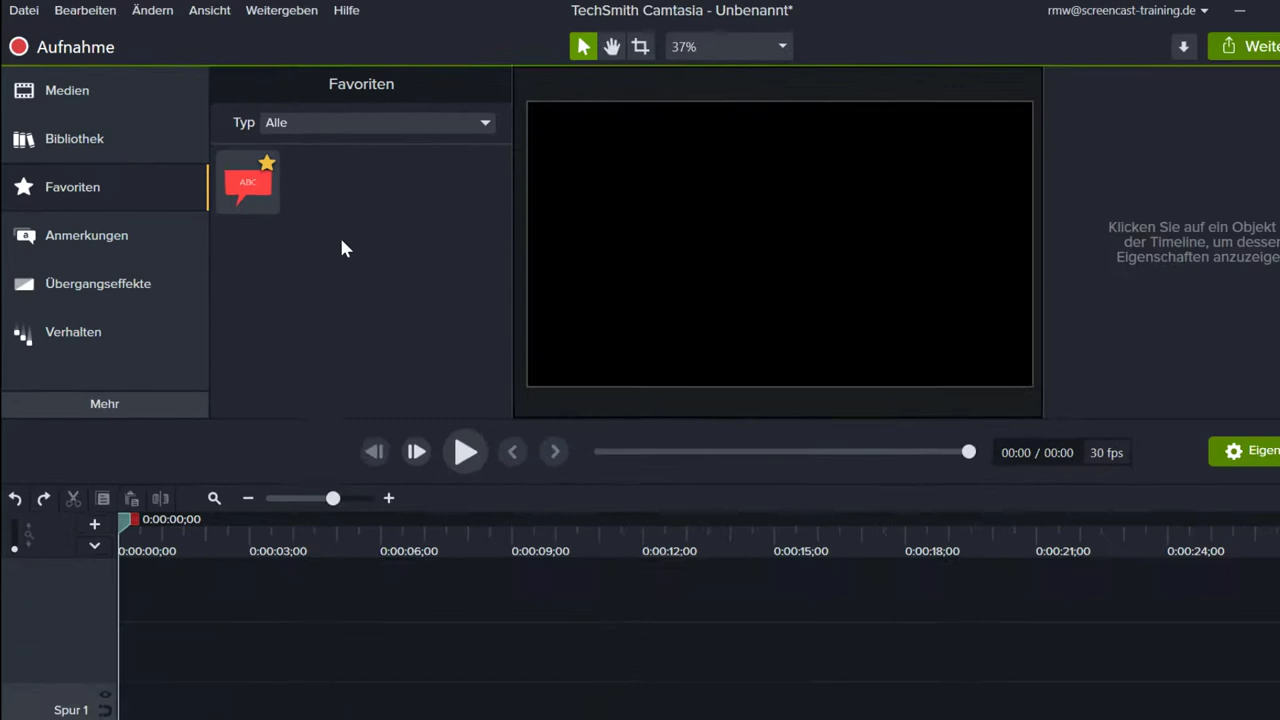 Datei Bearbeiten Ändern Ansicht Weitergeben Hilfe
TechSmith Camtasia - Unbenannt*
rmw@screencast-training.de
Aufnahme
37%
Weite
Medien
Bibliothek
Favoriten
Anmerkungen
Übergangseffekte
Verhalten
Mehr
Favoriten
Typ Alle
ABC
Klicken Sie auf ein Objekt
der Timeline, um desser
Eigenschaften anzuzeige
00:00 / 00:00 30 fps
Eigen
0:00:00;00
0:00:00;00 0:00:03;00 0:00:06;00 0:00:09;00 0:00:12;00 0:00:15;00 0:00:18;00 0:00:21;00 0:00:24;00
Spur 1